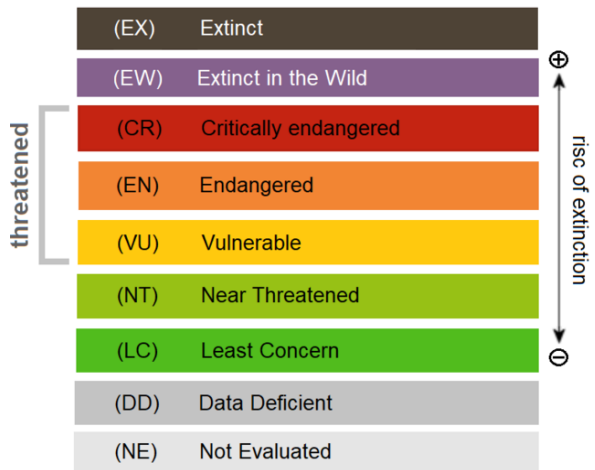 (EX) Extinct
(EW) Extinct in the Wild
(CR) Critically endangered
(EN) Endangered
(VU) Vulnerable
(NT) Near Threatened
(LC) Least Concern
(DD) Data Deficient
(NE) Not Evaluated
threatened
+
risc of extinction
-